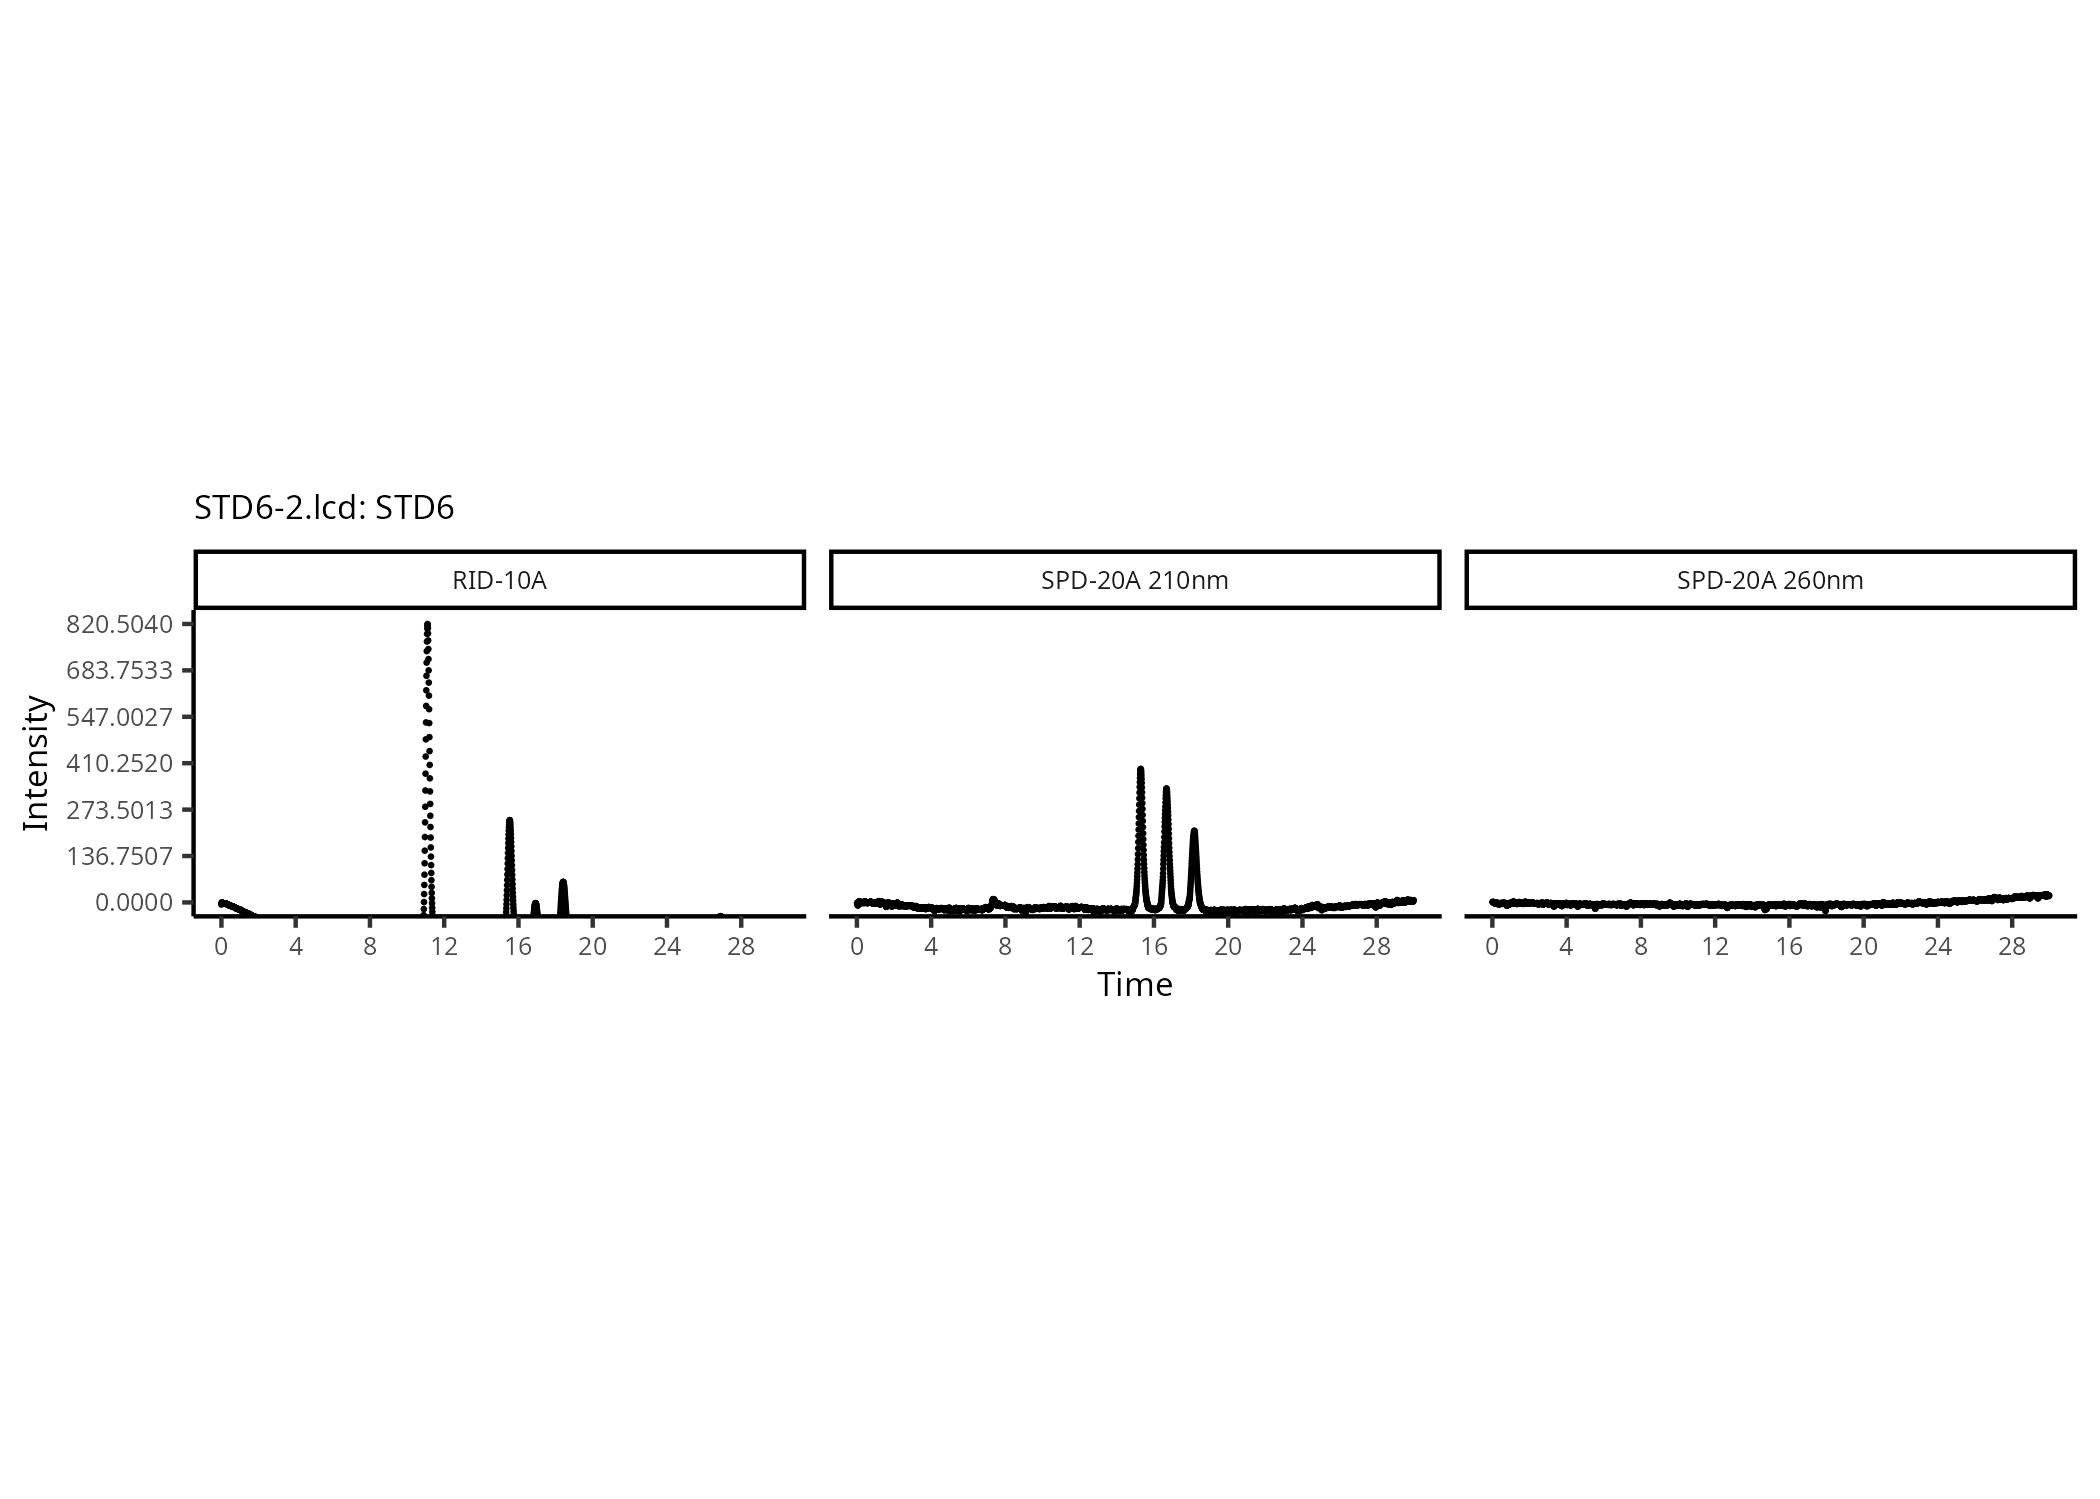 STD6-2.lcd: STD6
RID-10A
SPD-20A 210nm
SPD-20A 260nm
Intensity
820.5040
683.7533
547.0027
410.2520
273.5013
136.7507
0.0000
0 4 8 12 16 20 24 28
0 4 8 12 16 20 24 28
0 4 8 12 16 20 24 28
Time